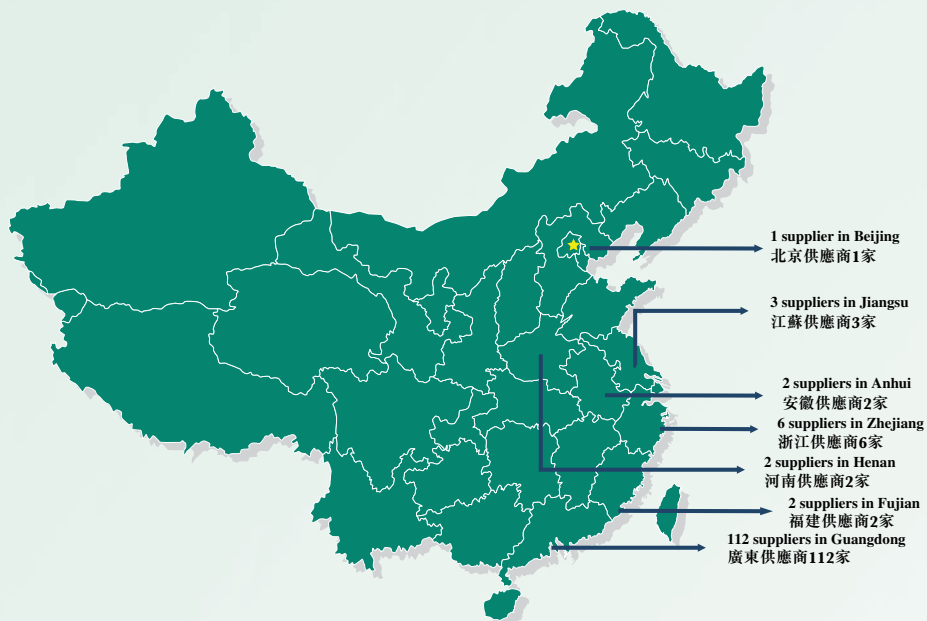 1 supplier in Beijing
北京供應商1家
3 suppliers in Jiangsu
江蘇供應商3家
2 suppliers in Anhui
安徽供應商2家
6 suppliers in Zhejiang
浙江供應商6家
2 suppliers in Henan
河南供應商2家
2 suppliers in Fujian
福建供應商2家
112 suppliers in Guangdong
廣東供應商112家